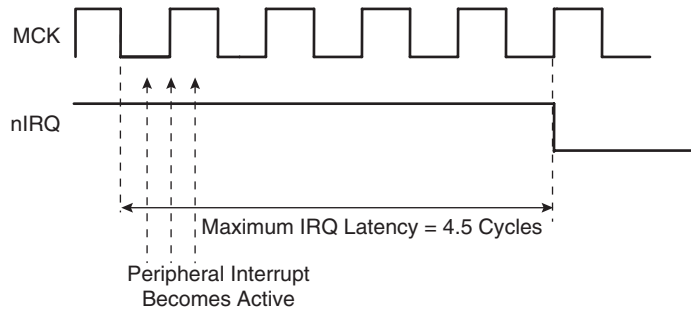 MCK
nIRQ
Maximum IRQ Latency = 4.5 Cycles
Peripheral Interrupt
Becomes Active